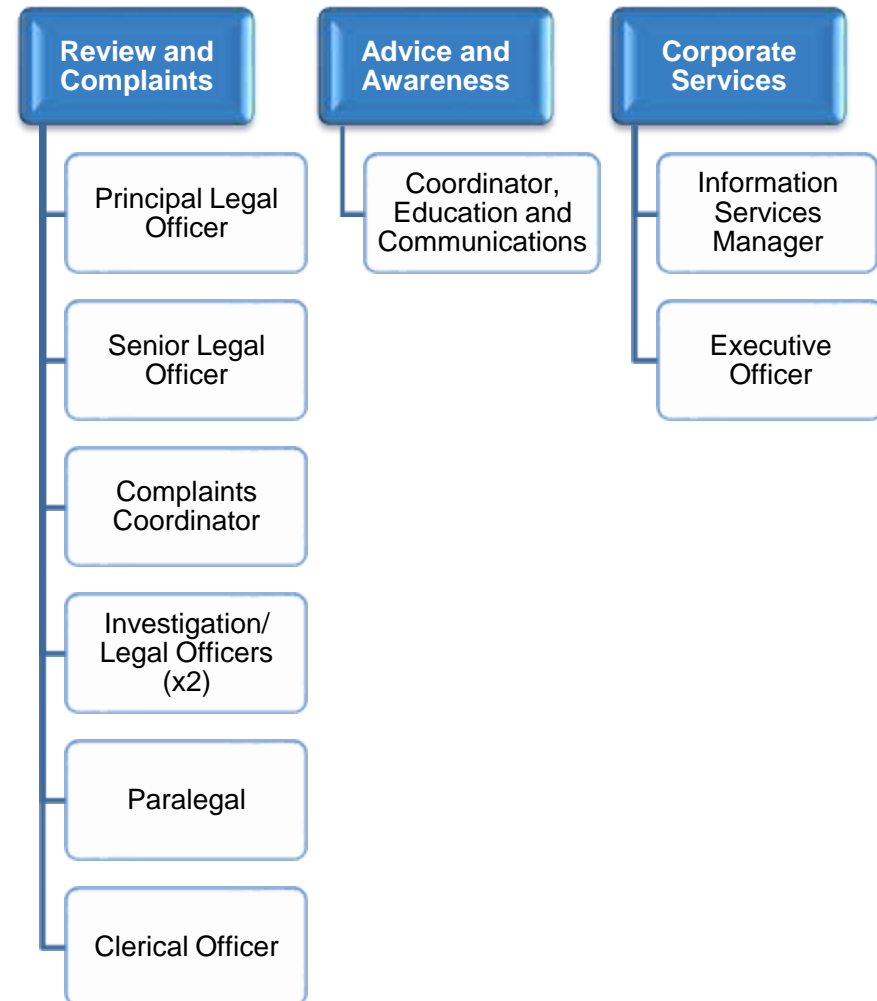 Review and
Complaints
Principal Legal
Officer
Senior Legal
Officer
Complaints
Coordinator
Investigation/
Legal Officers
(x2)
Paralegal
Clerical Officer
Advice and
Awareness
Coordinator,
Education and
Communications
Corporate
Services
Information
Services
Manager
Executive
Officer